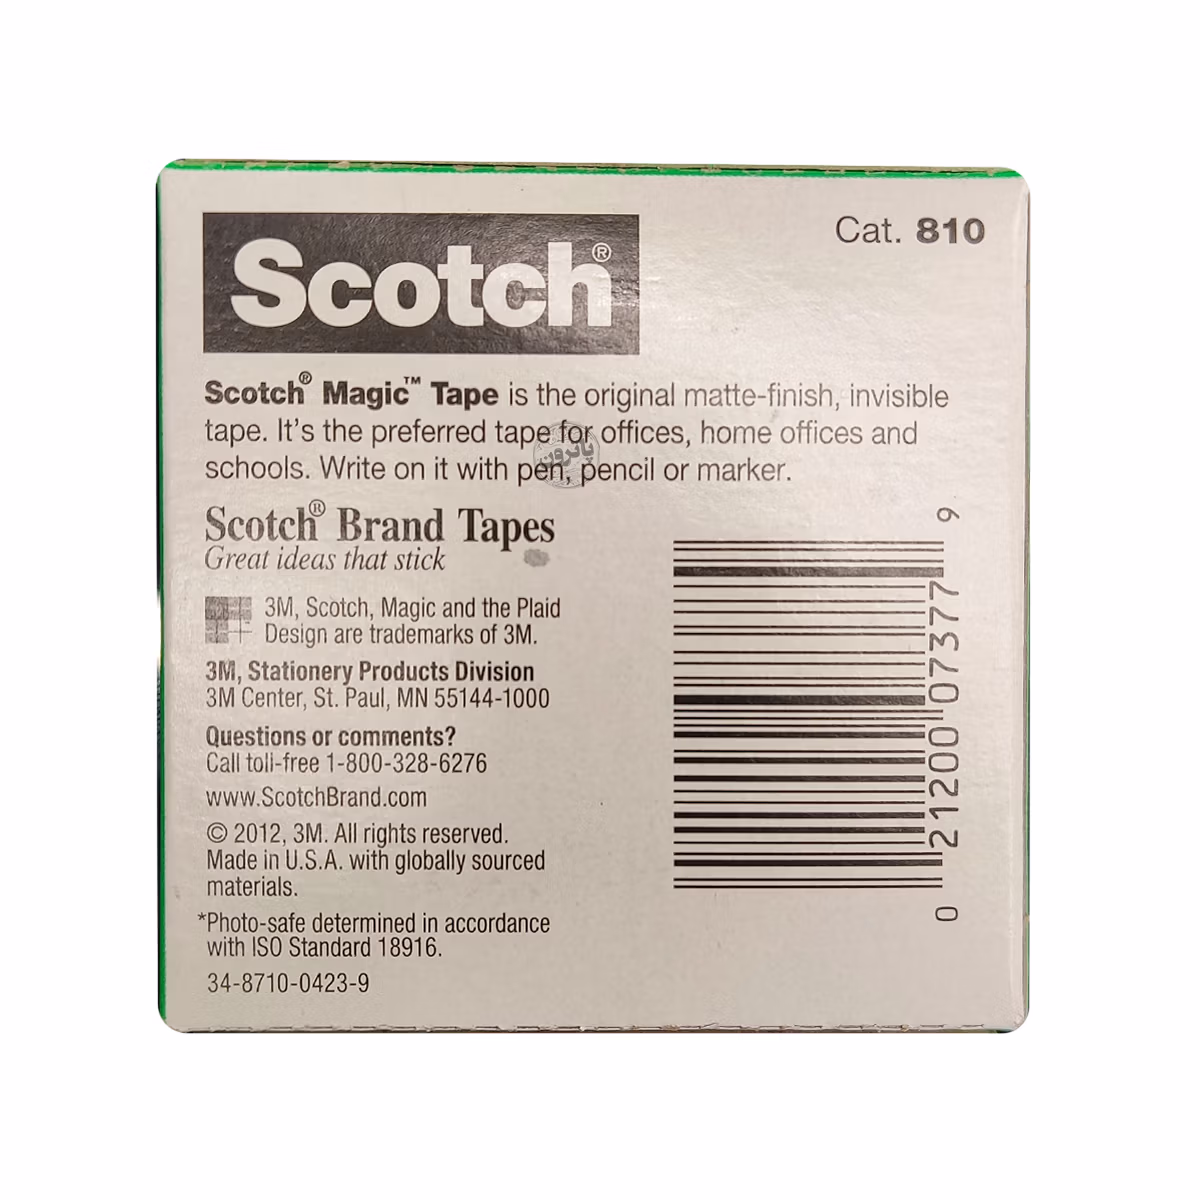 Scotch®
Cat. 810
Scotch® Magic™ Tape is the original matte-finish, invisible
tape. It's the preferred tape for offices, home offices and
schools. Write on it with pen, pencil or marker.
پاترون
Scotch® Brand Tapes
Great ideas that stick
3M, Scotch, Magic and the Plaid
Design are trademarks of 3M.
3M, Stationery Products Division
3M Center, St. Paul, MN 55144-1000
Questions or comments?
Call toll-free 1-800-328-6276
www.ScotchBrand.com
© 2012, 3M. All rights reserved.
Made in U.S.A. with globally sourced
materials.
*Photo-safe determined in accordance
with ISO Standard 18916.
34-8710-0423-9
0 21200 07377 9